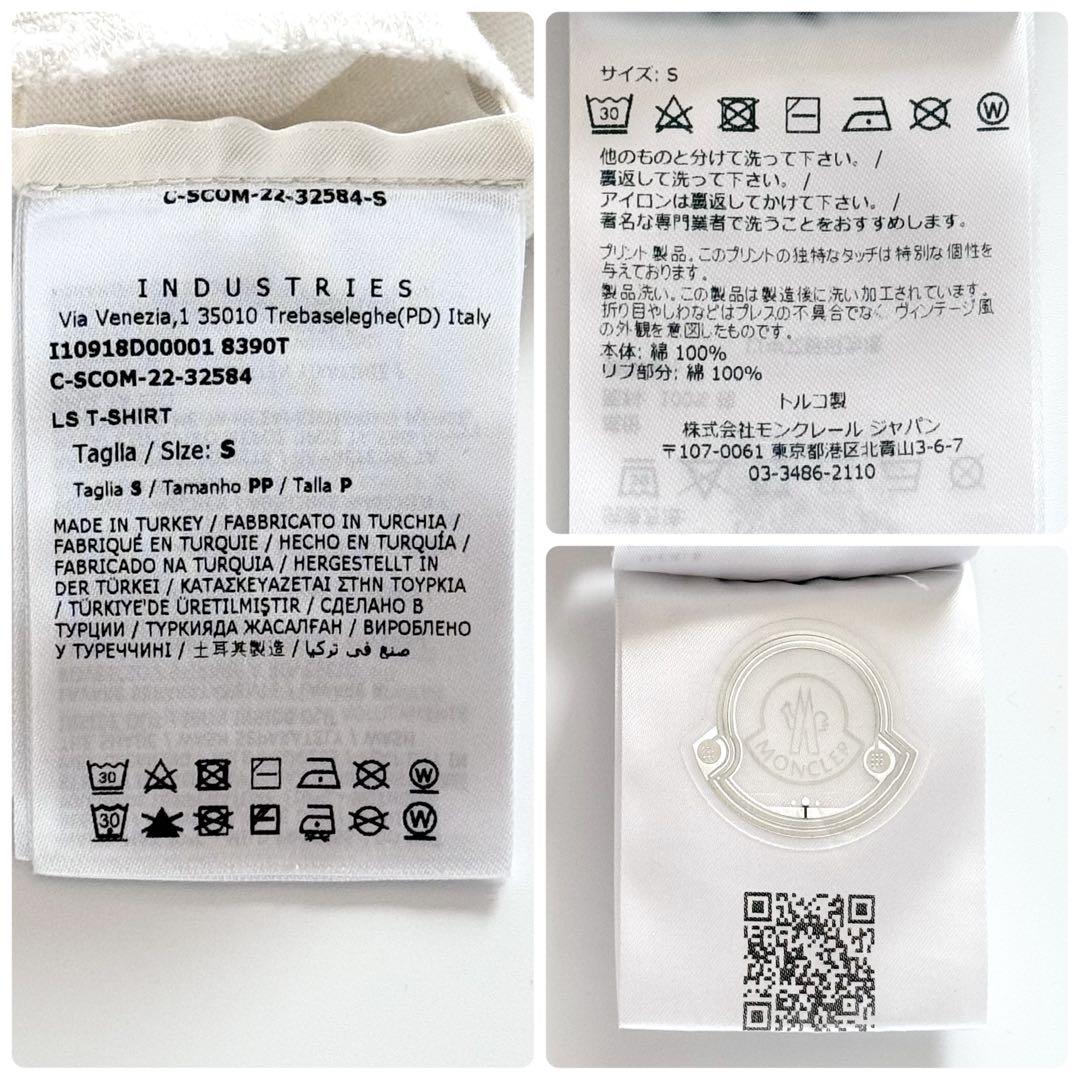 C-SCOM-22-32584-S
INDUSTRIES
Via Venezia,1 35010 Trebaseleghe(PD) Italy
I10918D00001 8390T
C-SCOM-22-32584
LS T-SHIRT
Taglia / Size: S
Taglia S / Tamanho PP / Talla P
MADE IN TURKEY / FABBRICATO IN TURCHIA /
FABRIQUÉ EN TURQUIE / HECHO EN TURQUÍA /
FABRICADO NA TURQUIA / HERGESTELLT IN
DER TÜRKEI / ΚΑΤΑΣΚΕΥΑΖΕΤΑΙ ΣΤΗΝ ΤΟΥΡΚΙΑ
/ TÜRKIYE'DE ÜRETILMIŞTIR / СДЕЛАНО В
ТУРЦИИ / ТҮРКИЯДА ЖАСАЛҒАН / ВИРОБЛЕНО
У ТУРЕЧЧИНІ / 土耳其製造 / صنع في تركيا
30
W
30
W
サイズ: S
30
W
他のものと分けて洗って下さい。 /
裏返して洗って下さい。 /
アイロンは裏返してかけて下さい。 /
著名な専門業者で洗うことをおすすめします。
プリント製品。このプリントの独特なタッチは特別な個性を
与えております。
製品洗い。この製品は製造後に洗い加工されています。
折り目やしわなどはプレスの不具合でなく、ヴィンテージ風
の外観を意図したものです。
本体: 綿 100%
リブ部分: 綿 100%
トルコ製
株式会社モンクレール ジャパン
〒107-0061 東京都港区北青山3-6-7
03-3486-2110
MONCLER